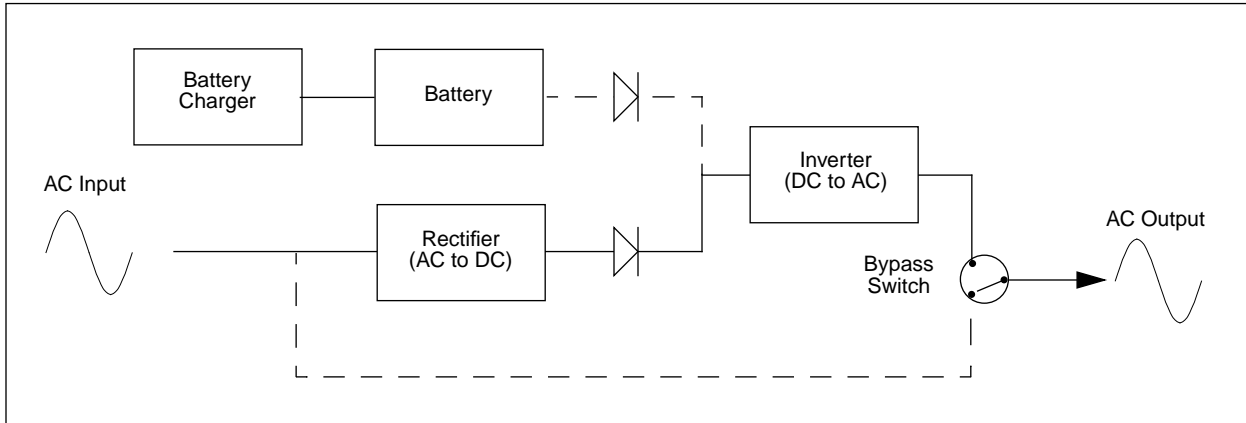 Battery
Charger
Battery
Inverter
(DC to AC)
AC Input
Rectifier
(AC to DC)
AC Output
Bypass
Switch